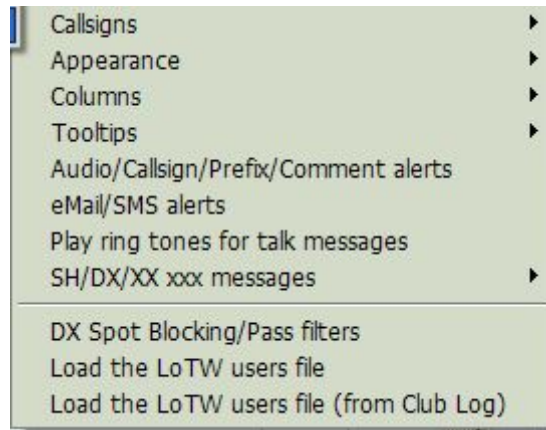 Callsigns
Appearance
Columns
Tooltips
Audio/Callsign/Prefix/Comment alerts
eMail/SMS alerts
Play ring tones for talk messages
SH/DX/XX xxx messages
DX Spot Blocking/Pass filters
Load the LoTW users file
Load the LoTW users file (from Club Log)